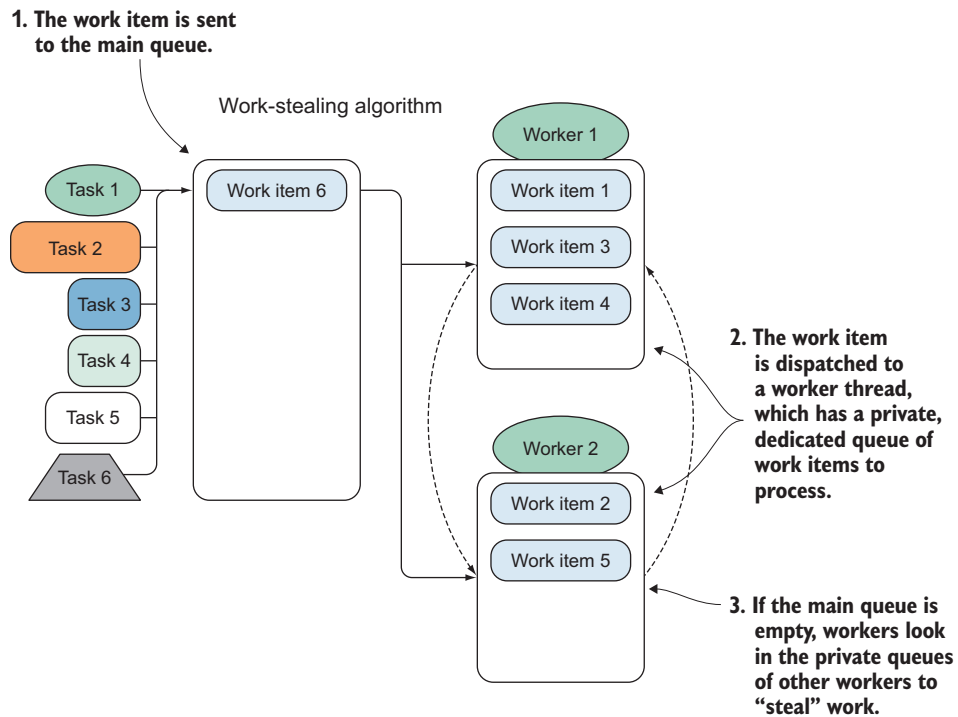 1. The work item is sent
to the main queue.
Work-stealing algorithm
Task 1
Task 2
Task 3
Task 4
Task 5
Task 6
Work item 6
Worker 1
Work item 1
Work item 3
Work item 4
Worker 2
Work item 2
Work item 5
2. The work item
is dispatched to
a worker thread,
which has a private,
dedicated queue of
work items to
process.
3. If the main queue is
empty, workers look
in the private queues
of other workers to
“steal” work.